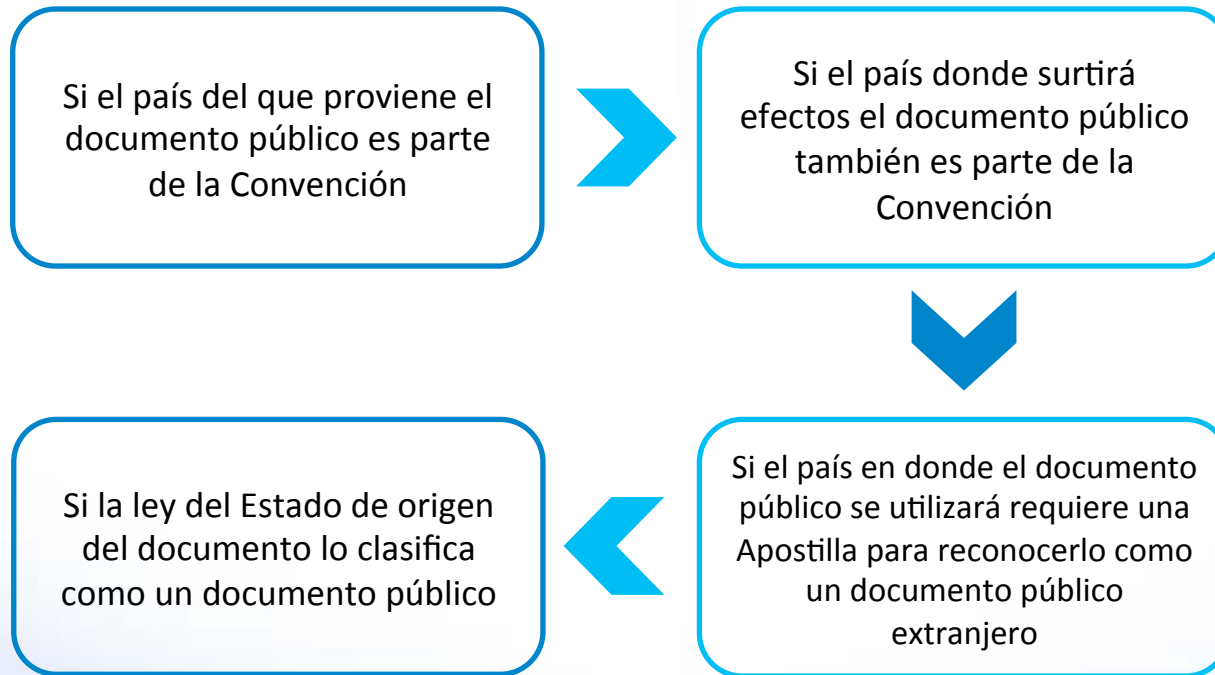 Si el país del que proviene el
documento público es parte
de la Convención
Si el país donde surtirá
efectos el documento público
también es parte de la
Convención
Si el país en donde el documento
público se utilizará requiere una
Apostilla para reconocerlo como
un documento público
extranjero
Si la ley del Estado de origen
del documento lo clasifica
como un documento público